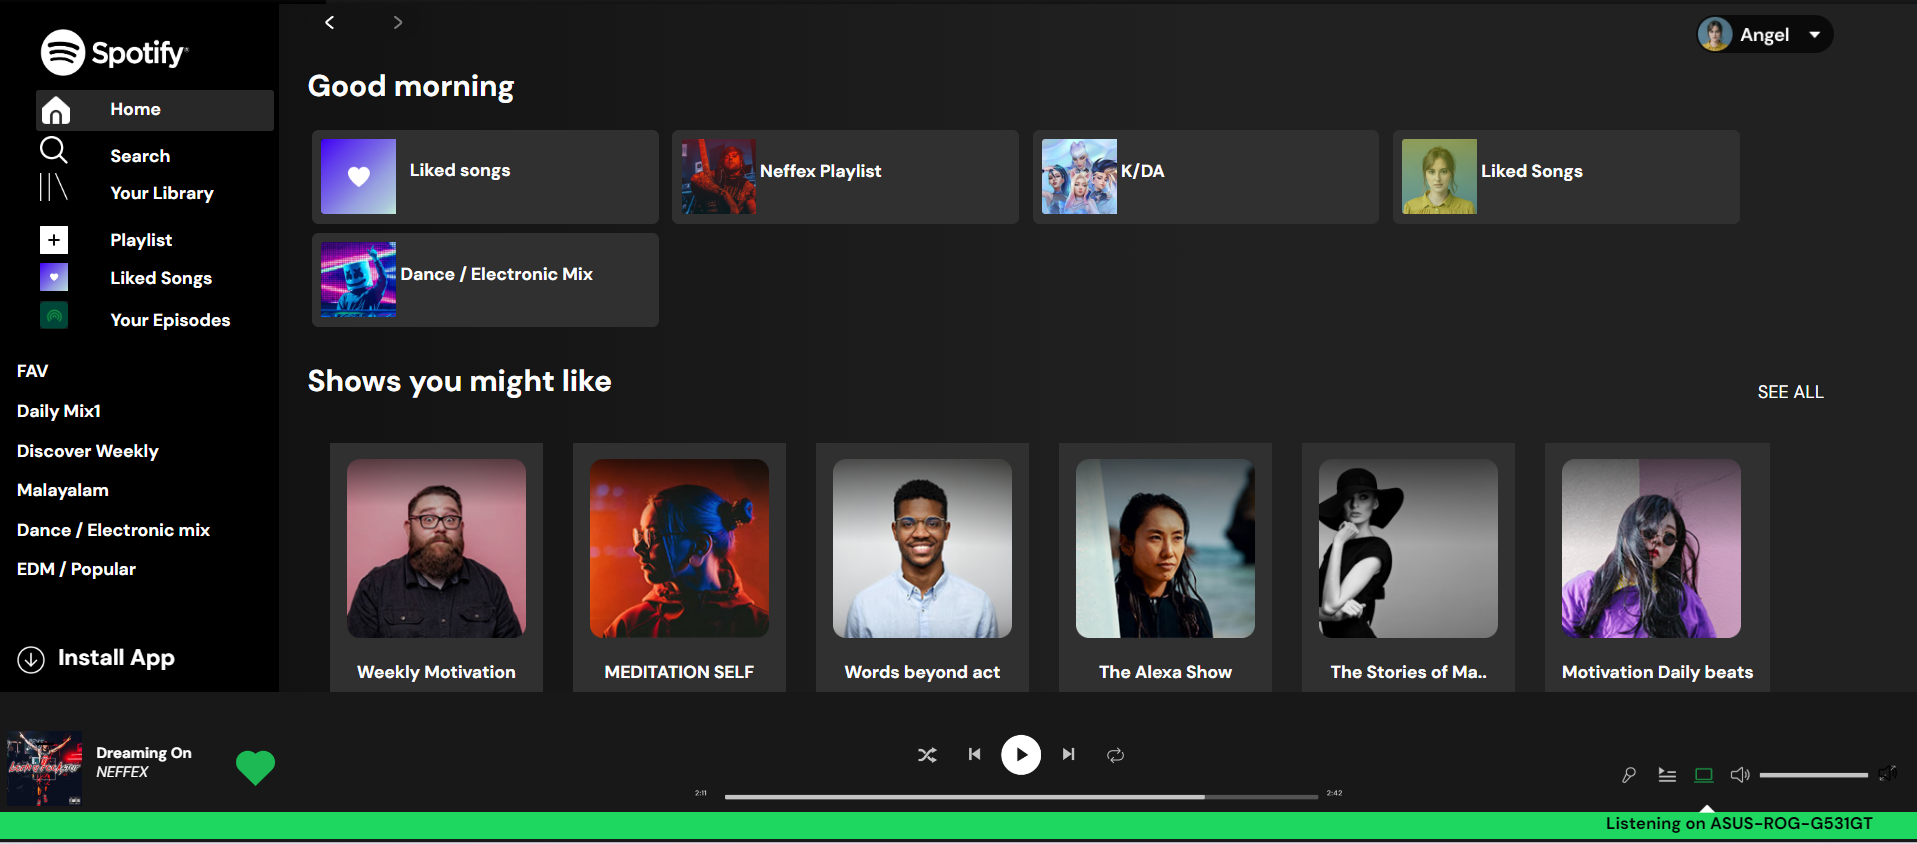 Spotify
Home
Search
Your Library
Playlist
Liked Songs
Your Episodes
FAV
Daily Mix1
Discover Weekly
Malayalam
Dance / Electronic mix
EDM / Popular
Install App
Angel
Good morning
Liked songs
Neffex Playlist
K/DA
Liked Songs
Dance / Electronic Mix
Shows you might like
SEE ALL
Weekly Motivation
MEDITATION SELF
Words beyond act
The Alexa Show
The Stories of Ma..
Motivation Daily beats
Dreaming On
NEFFEX
2:11
2:42
Listening on ASUS-ROG-G531GT